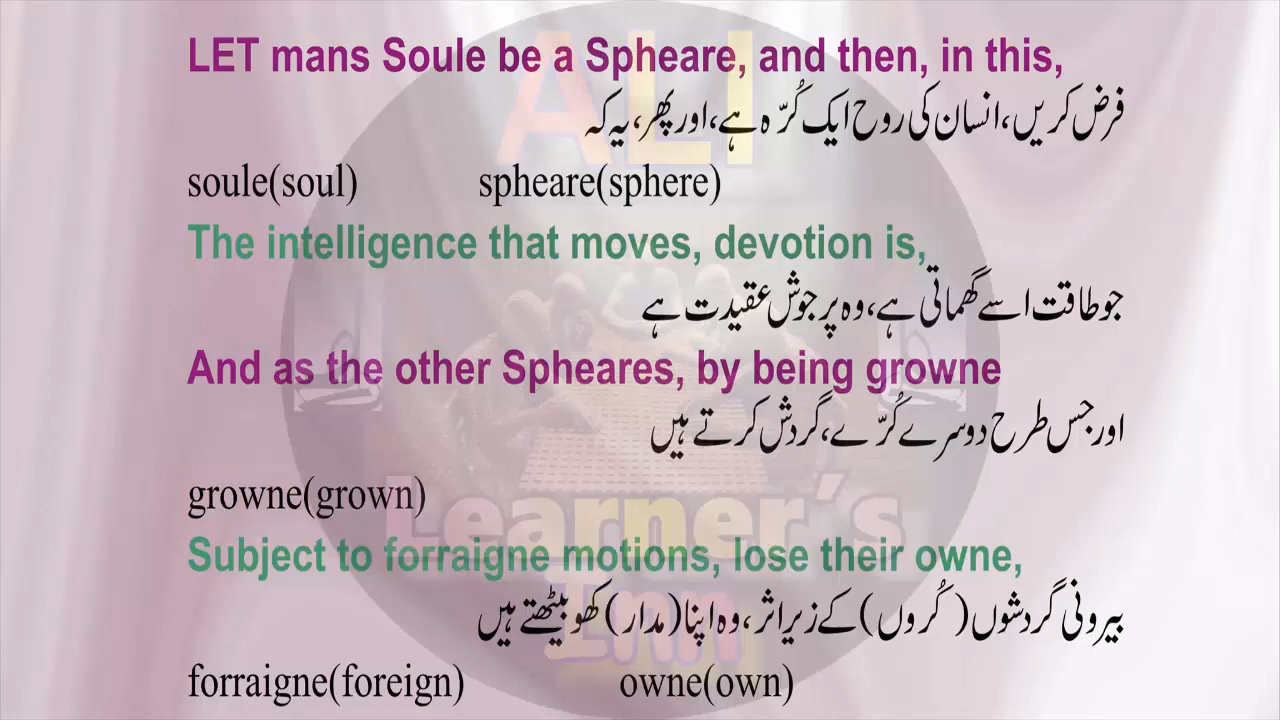 LET mans Soule be a Spheare, and then, in this,
فرض کریں، انسان کی روح ایک کُرّہ ہے، اور پھر، یہ کہ
soule(soul) spheare(sphere)
The intelligence that moves, devotion is,
جو طاقت اسے گھماتی ہے، وہ پر جوش عقیدت ہے
And as the other Spheares, by being growne
اور جس طرح دوسرے کُرّے، گردش کرتے ہیں
growne(grown)
Subject to forraigne motions, lose their owne,
بیرونی گردشوں (کُروں) کے زیر اثر، وہ اپنا (مدار) کھو بیٹھتے ہیں
forraigne(foreign) owne(own)
ALI
Learner's
Inn